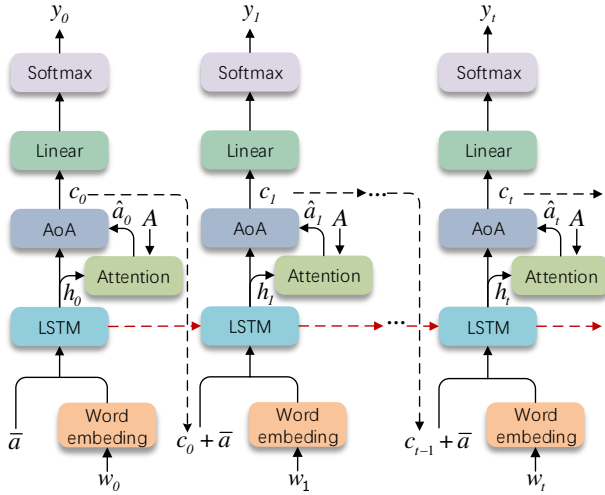 y₀ y₁ yₜ
Softmax Softmax Softmax
Linear Linear Linear
c₀ c₁ ... cₜ
â₀ A â₁ A âₜ A
AoA AoA AoA
Attention Attention Attention
h₀ h₁ hₜ
LSTM LSTM ... LSTM
a̅ Word embeding c₀ + a̅ Word embeding cₜ₋₁ + a̅ Word embeding
w₀ w₁ wₜ